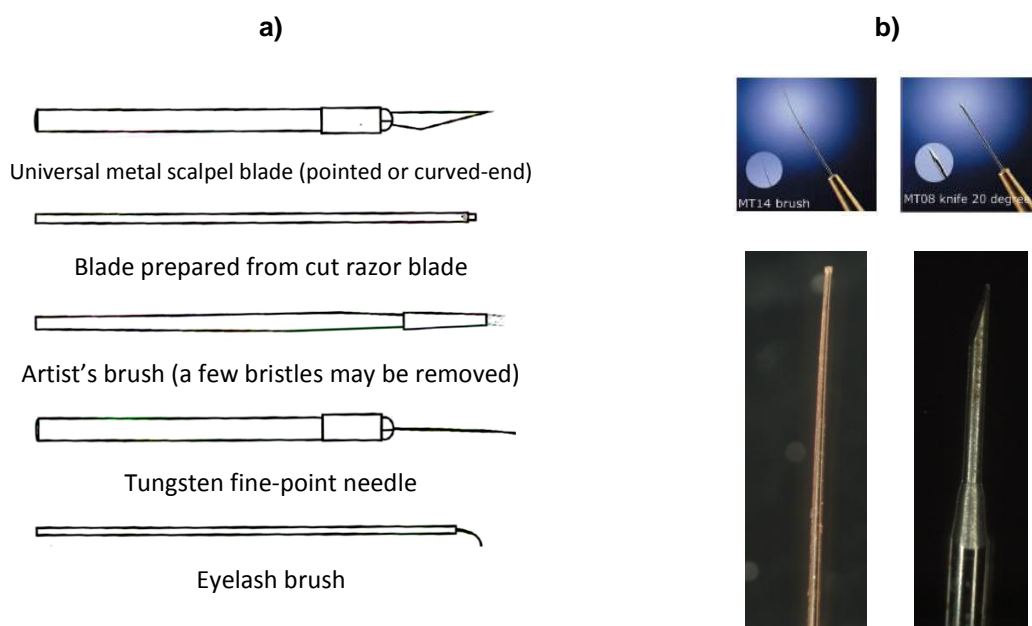 a)
Universal metal scalpel blade (pointed or curved-end)
Blade prepared from cut razor blade
Artist’s brush (a few bristles may be removed)
Tungsten fine-point needle
Eyelash brush
b)
MT14 brush
MT08 knife 20 degree